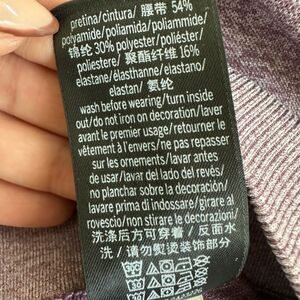 pretina/cintura/ 腰带 54%
polyamide/poliamida/poliammide/
锦纶 30% polyester/poliéster/
poliestere/ 聚酯纤维 16%
elastane/élasthanne/elastano/
elastan/ 氨纶
wash before wearing/turn inside
out/do not iron on decoration/laver
avant le premier usage/retourner le
vêtement à l'envers/ne pas repasser
sur les ornements/lavar antes
de usar/lavar del lado del revés/
no planchar sobre la decoración/
lavare prima di indossare/girare al
rovescio/non stirare le decorazioni/
洗涤后方可穿着/ 反面水
洗/ 请勿熨烫装饰部分